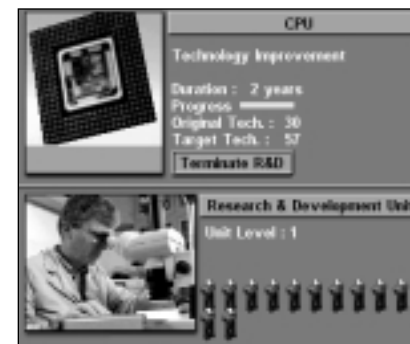 CPU
Technology Improvement
Duration : 2 years
Progress
Original Tech. : 30
Target Tech. : 57
Terminate R&D
Research & Development Unit
Unit Level : 1